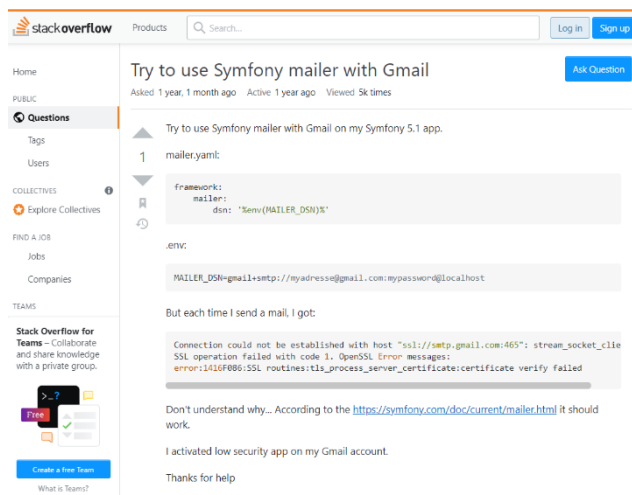 stackoverflow
Products
Search...
Log in
Sign up
Home
PUBLIC
Questions
Tags
Users
COLLECTIVES
Explore Collectives
FIND A JOB
Jobs
Companies
TEAMS
Stack Overflow for
Teams – Collaborate
and share knowledge
with a private group.
>_?
Free
Create a free Team
What is Teams?
Try to use Symfony mailer with Gmail
Ask Question
Asked 1 year, 1 month ago Active 1 year ago Viewed 5k times
1
Try to use Symfony mailer with Gmail on my Symfony 5.1 app.
mailer.yaml:
framework:
mailer:
dsn: '%env(MAILER_DSN)%'
.env:
MAILER_DSN=gmail+smtp://myadresse@gmail.com:mypassword@localhost
But each time I send a mail, I got:
Connection could not be established with host "ssl://smtp.gmail.com:465": stream_socket_clie
SSL operation failed with code 1. OpenSSL Error messages:
error:1416F086:SSL routines:tls_process_server_certificate:certificate verify failed
Don't understand why... According to the https://symfony.com/doc/current/mailer.html it should
work.
I activated low security app on my Gmail account.
Thanks for help